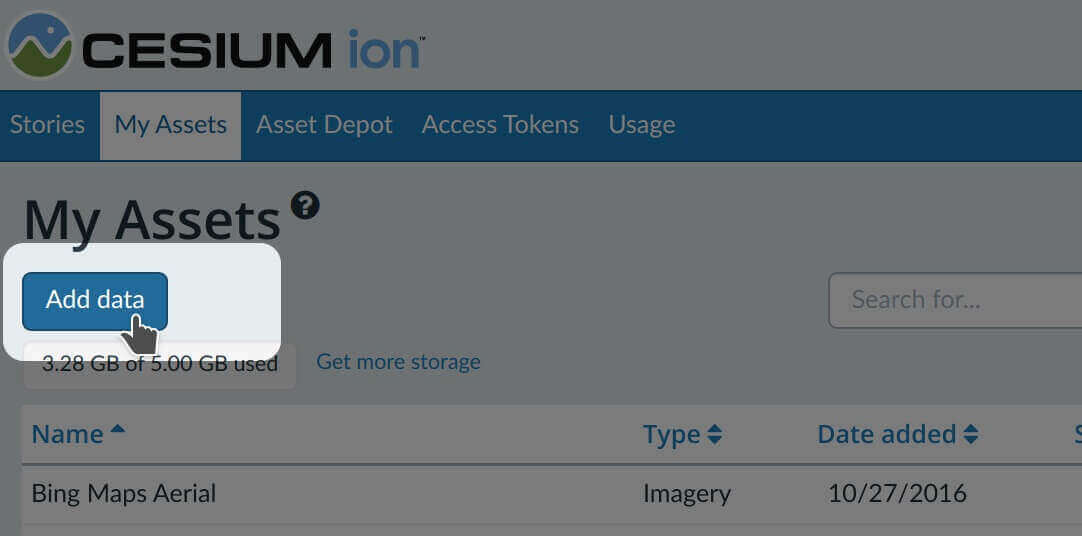 CESIUM ion™
Stories My Assets Asset Depot Access Tokens Usage
My Assets ?
Add data
Search for...
3.28 GB of 5.00 GB used Get more storage
Name Type Date added S
Bing Maps Aerial Imagery 10/27/2016